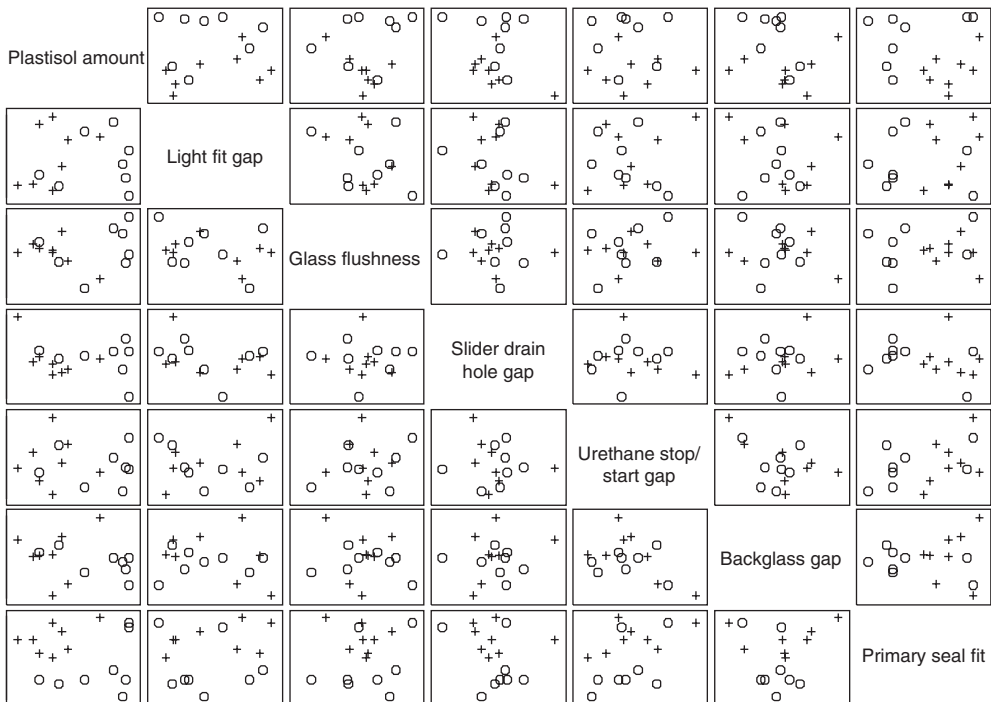 Plastisol amount
Light fit gap
Glass flushness
Slider drain
hole gap
Urethane stop/
start gap
Backglass gap
Primary seal fit